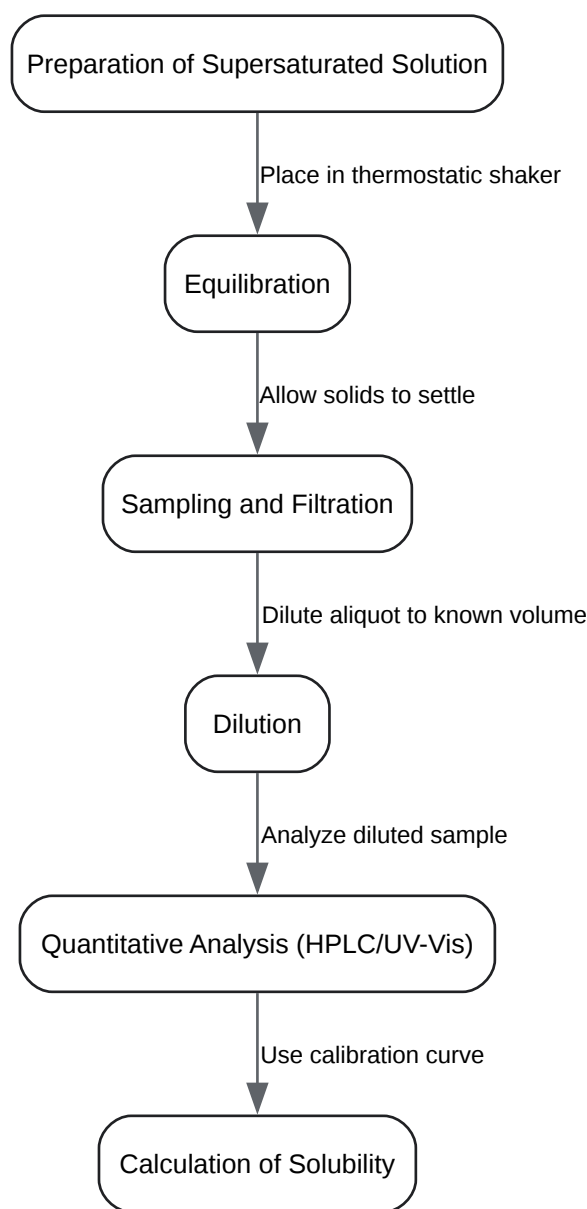 Preparation of Supersaturated Solution
Place in thermostatic shaker
Equilibration
Allow solids to settle
Sampling and Filtration
Dilute aliquot to known volume
Dilution
Analyze diluted sample
Quantitative Analysis (HPLC/UV-Vis)
Use calibration curve
Calculation of Solubility